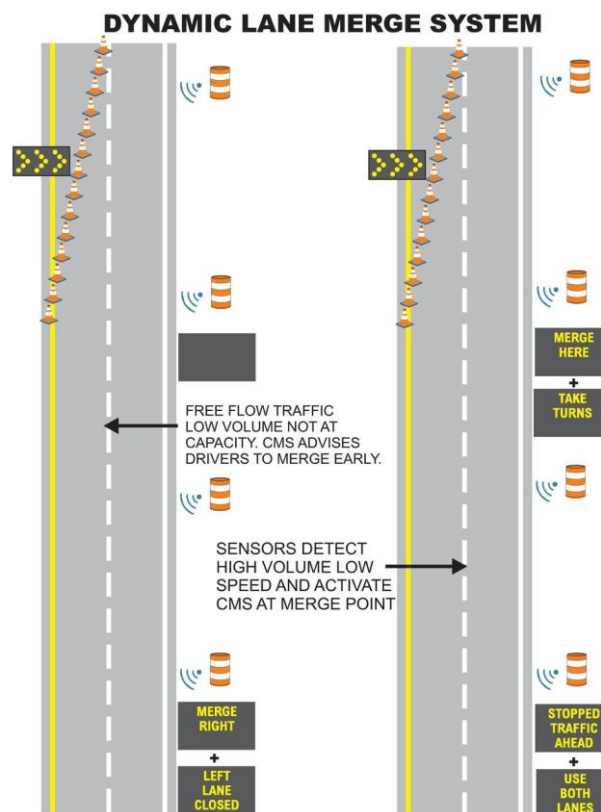 DYNAMIC LANE MERGE SYSTEM
FREE FLOW TRAFFIC
LOW VOLUME NOT AT
CAPACITY. CMS ADVISES
DRIVERS TO MERGE EARLY.
MERGE
RIGHT
+
LEFT
LANE
CLOSED
MERGE
HERE
+
TAKE
TURNS
SENSORS DETECT
HIGH VOLUME LOW
SPEED AND ACTIVATE
CMS AT MERGE POINT
STOPPED
TRAFFIC
AHEAD
+
USE
BOTH
LANES